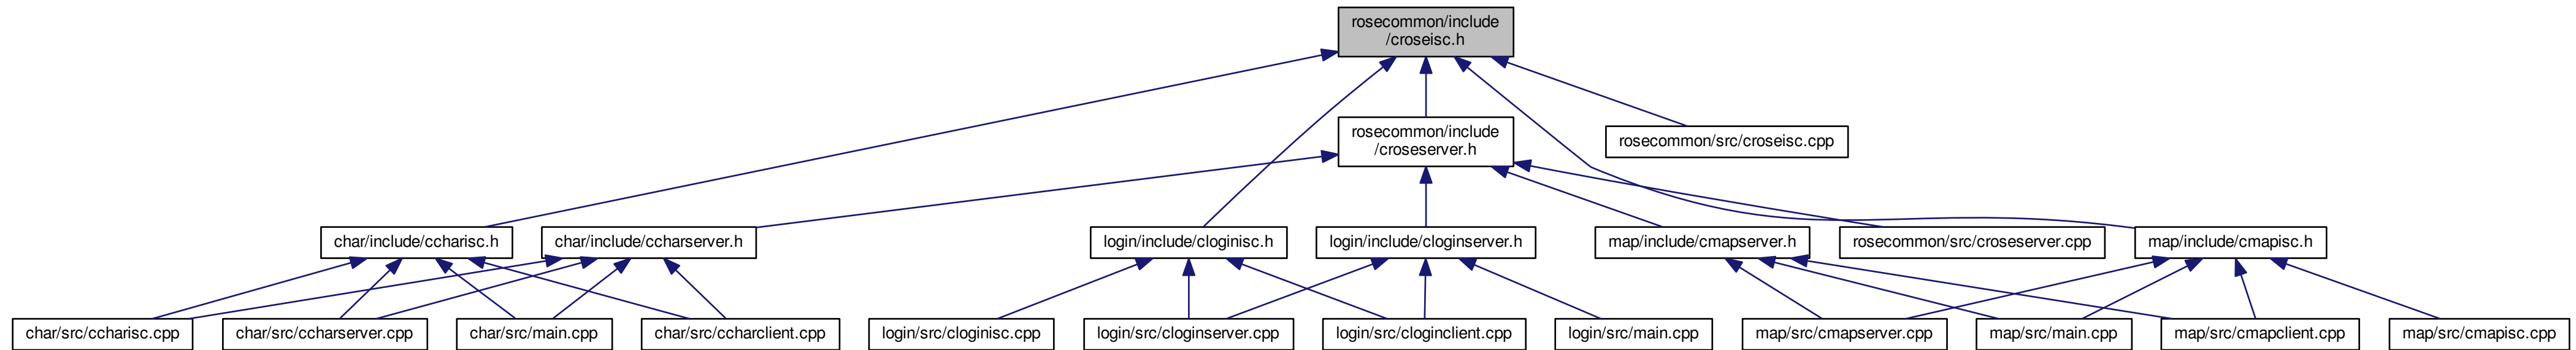 rosecommon/include
/croseisc.h
rosecommon/include
/croseserver.h
rosecommon/src/croseisc.cpp
char/include/ccharisc.h
char/include/ccharserver.h
login/include/cloginisc.h
login/include/cloginserver.h
map/include/cmapserver.h
rosecommon/src/croseserver.cpp
map/include/cmapisc.h
char/src/ccharisc.cpp
char/src/ccharserver.cpp
char/src/main.cpp
char/src/ccharclient.cpp
login/src/cloginisc.cpp
login/src/cloginserver.cpp
login/src/cloginclient.cpp
login/src/main.cpp
map/src/cmapserver.cpp
map/src/main.cpp
map/src/cmapclient.cpp
map/src/cmapisc.cpp